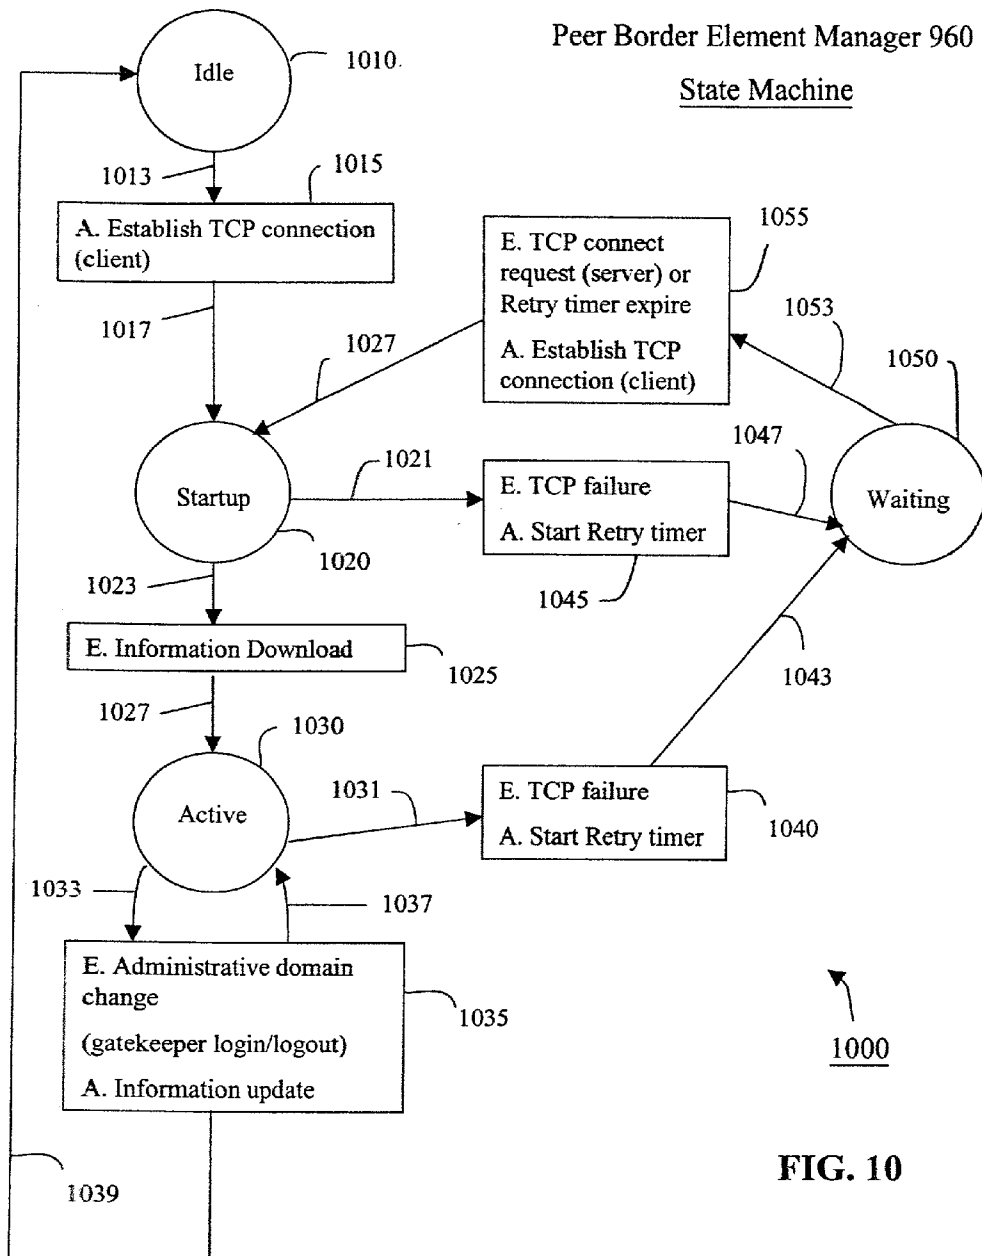 Peer Border Element Manager 960
State Machine
Idle
1010
1013
1015
A. Establish TCP connection
(client)
1017
E. TCP connect
request (server) or
Retry timer expire
A. Establish TCP
connection (client)
1055
1053
1050
1027
Startup
1020
1021
E. TCP failure
A. Start Retry timer
1045
1047
Waiting
1023
E. Information Download
1025
1027
1043
1030
Active
1031
E. TCP failure
A. Start Retry timer
1040
1033
1037
E. Administrative domain
change
(gatekeeper login/logout)
A. Information update
1035
1000
1039
FIG. 10